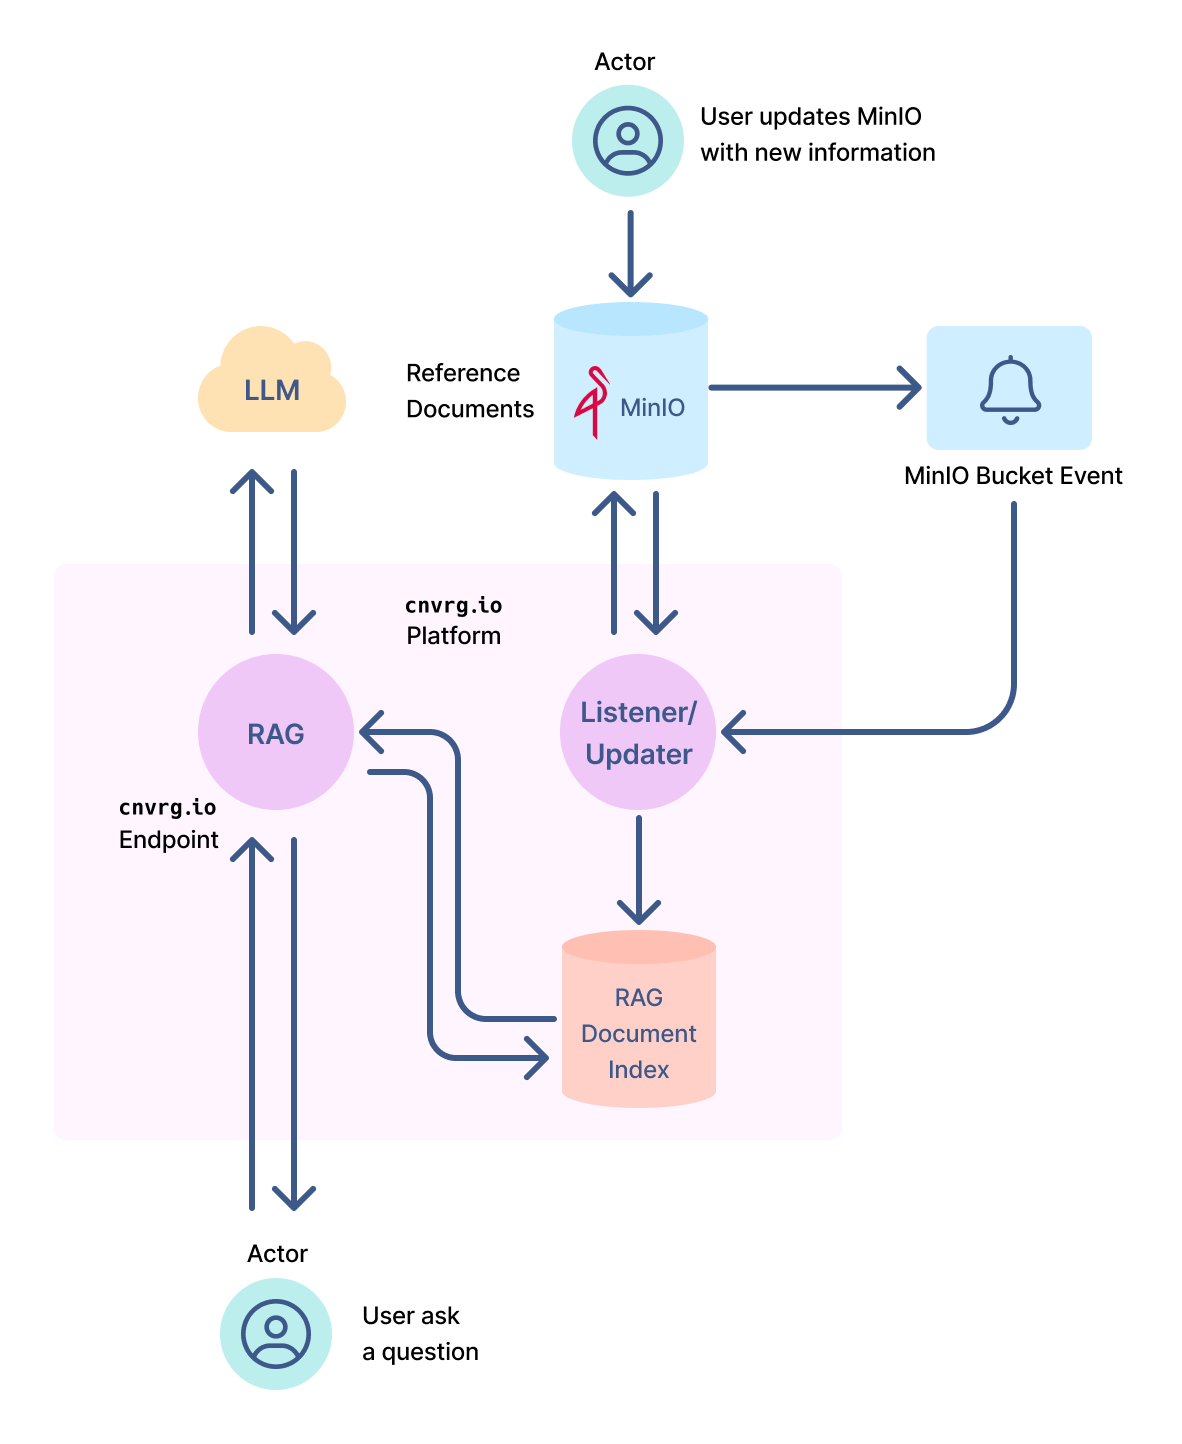 Actor
User updates MinIO
with new information
LLM
Reference
Documents
MinIO
MinIO Bucket Event
cnvrg.io
Platform
RAG
Listener/
Updater
cnvrg.io
Endpoint
RAG
Document
Index
Actor
User ask
a question